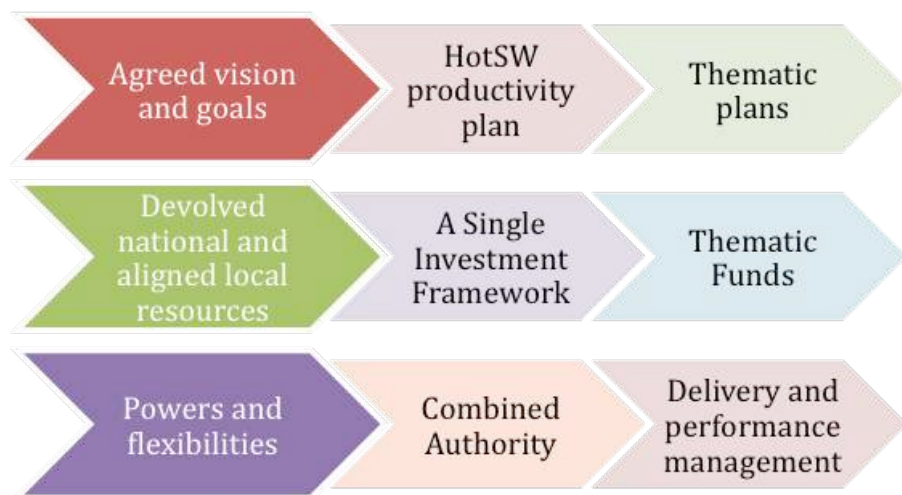 Agreed vision
and goals
HotSW
productivity
plan
Thematic
plans
Devolved
national and
aligned local
resources
A Single
Investment
Framework
Thematic
Funds
Powers and
flexibilities
Combined
Authority
Delivery and
performance
management